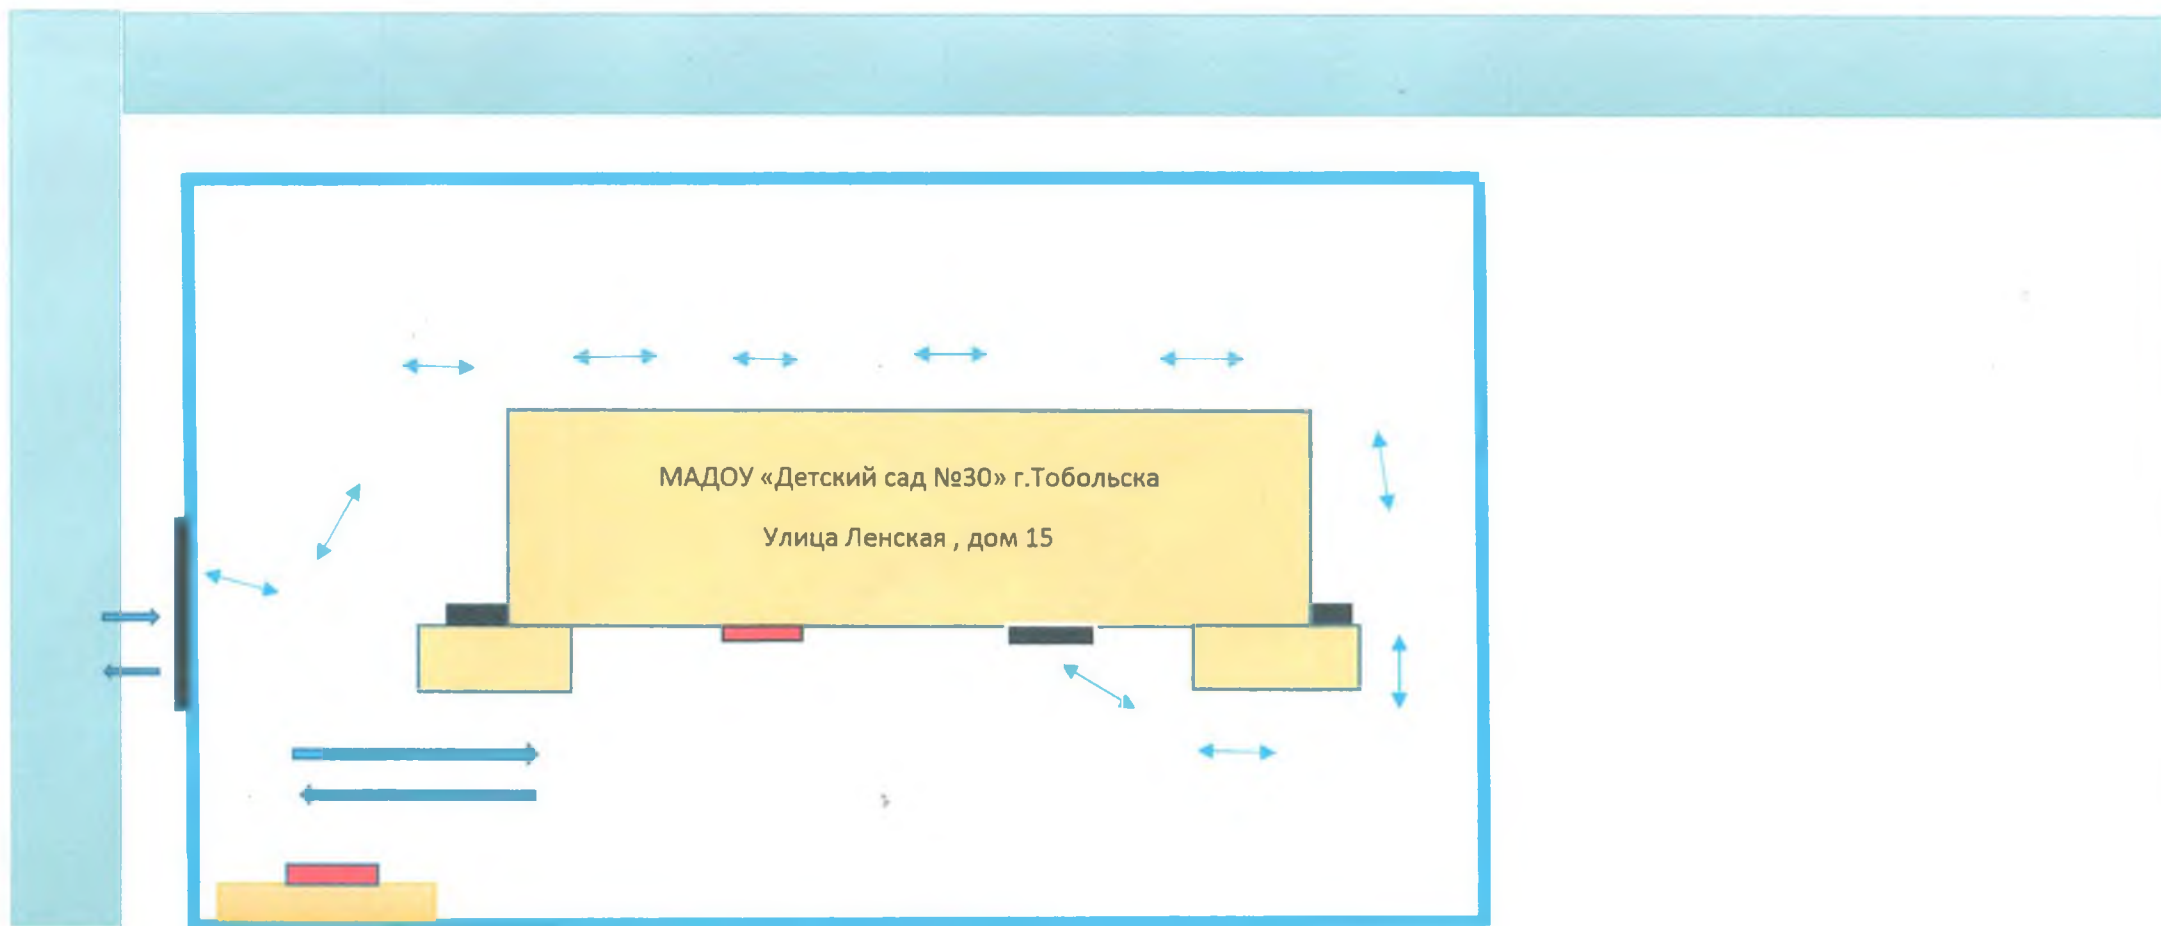 МАДОУ «Детский сад №30» г.Тобольска
Улица Ленская , дом 15